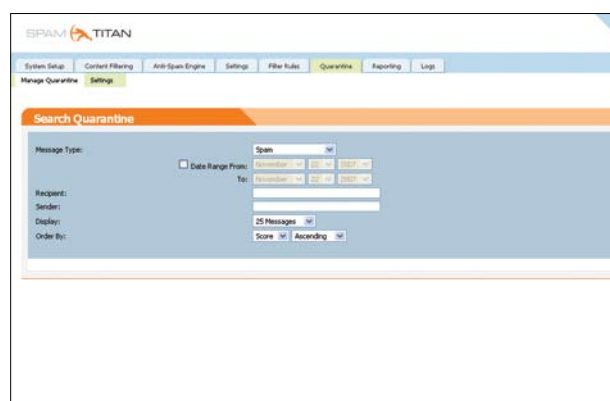 SPAM TITAN
System Setup Content Filtering Anti-Spam Engine Settings Filter Rules Quarantine Reporting Logs
Manage Quarantine Settings
Search Quarantine
Message Type: Spam
Date Range From: November 22 2007
To: November 22 2007
Recipient:
Sender:
Display: 25 Messages
Order By: Score Ascending